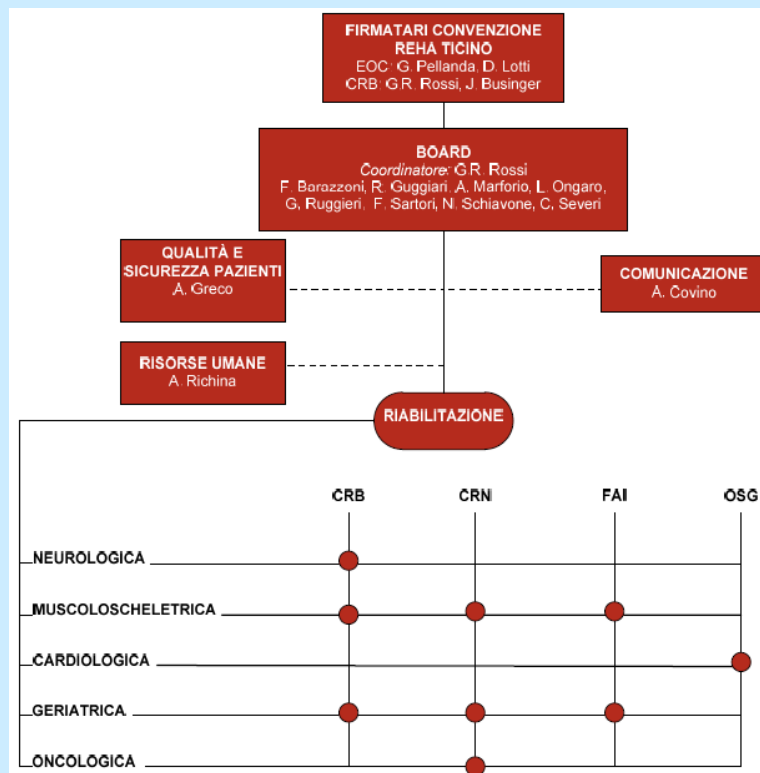 FIRMATARI CONVENZIONE
REHA TICINO
EOC: G. Pellanda, D. Lotti
CRB: G.R. Rossi, J. Businger
BOARD
Coordinatore: G.R. Rossi
F. Barazzoni, R. Guggiari, A. Marforio, L. Ongaro,
G. Ruggieri, F. Sartori, N. Schiavone, C. Severi
QUALITÀ E
SICUREZZA PAZIENTI
A. Greco
COMUNICAZIONE
A. Covino
RISORSE UMANE
A. Richina
RIABILITAZIONE
CRB CRN FAI OSG
NEUROLOGICA
MUSCOLOSCHELETRICA
CARDIOLOGICA
GERIATRICA
ONCOLOGICA